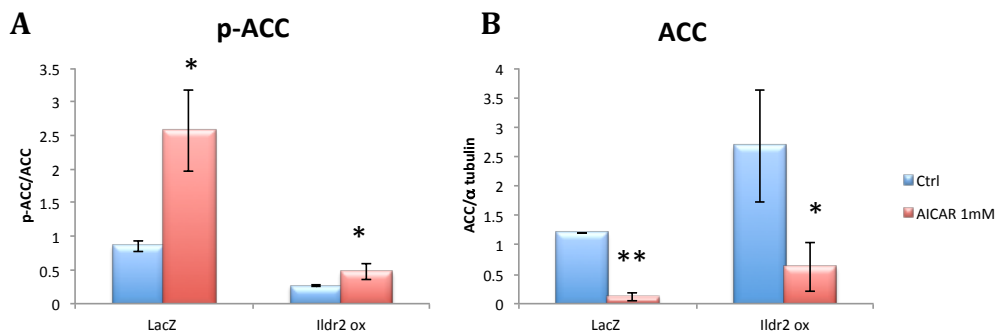 A
p-ACC
p-ACC/ACC
3.5
3
2.5
2
1.5
1
0.5
0
*
*
LacZ
Ildr2 ox
B
ACC
ACC/α tubulin
4
3.5
3
2.5
2
1.5
1
0.5
0
**
*
LacZ
Ildr2 ox
Ctrl
AICAR 1mM